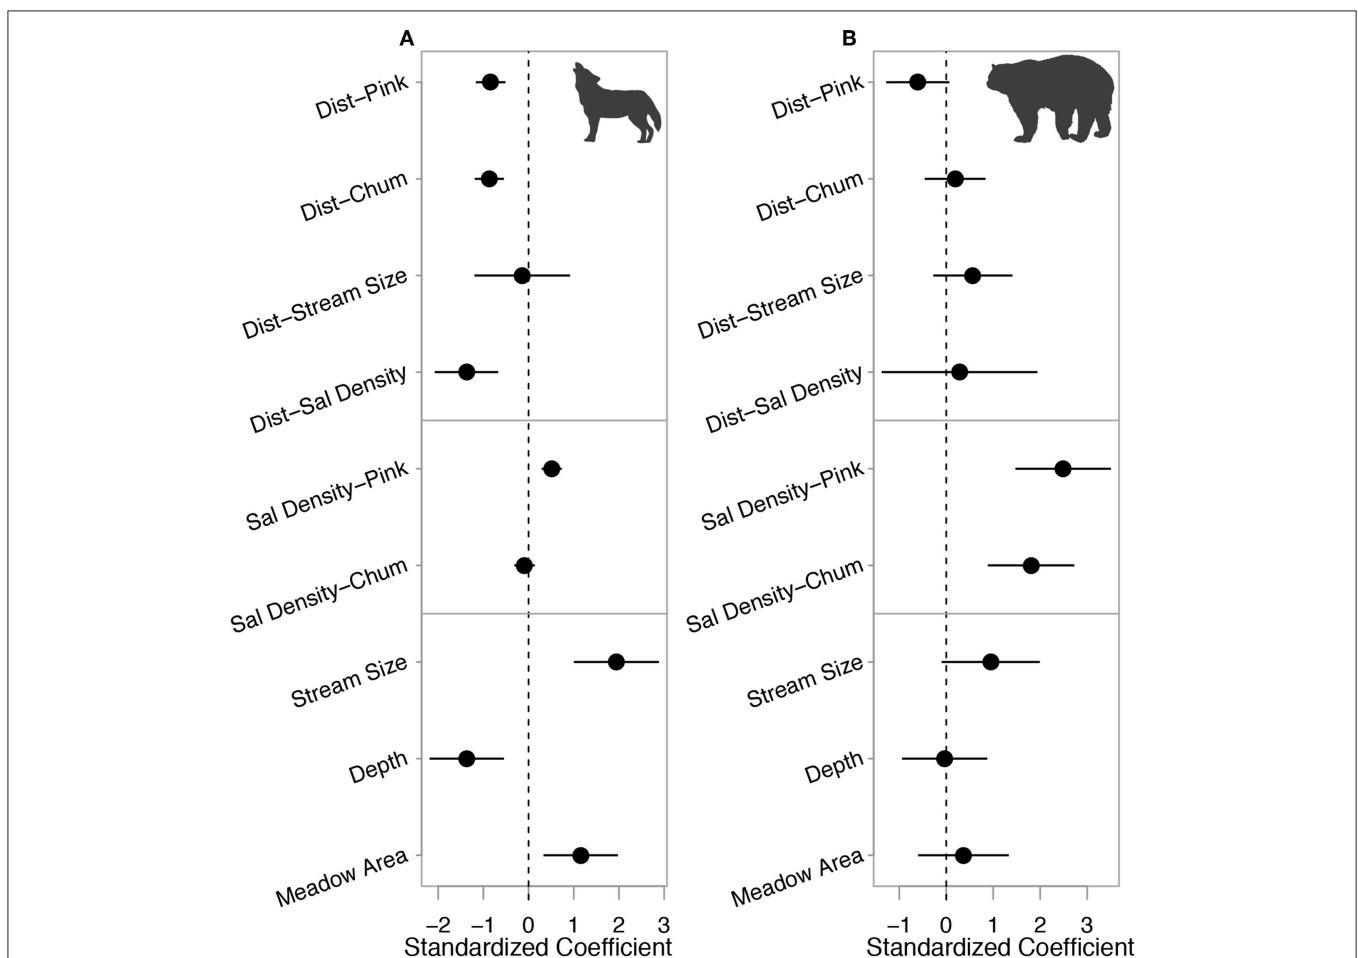 A
Dist–Pink
Dist–Chum
Dist–Stream Size
Dist–Sal Density
Sal Density–Pink
Sal Density–Chum
Stream Size
Depth
Meadow Area
−2 −1 0 1 2 3
Standardized Coefficient
B
Dist–Pink
Dist–Chum
Dist–Stream Size
Dist–Sal Density
Sal Density–Pink
Sal Density–Chum
Stream Size
Depth
Meadow Area
−1 0 1 2 3
Standardized Coefficient